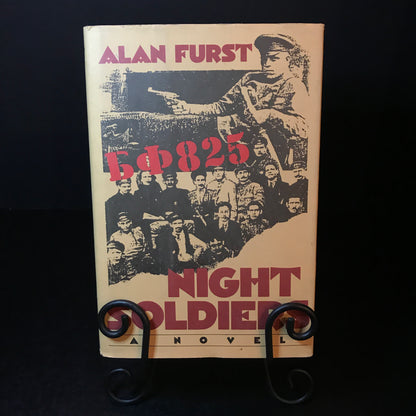 ALAN FURST
БФ825
NIGHT
SOLDIERS
A NOVEL